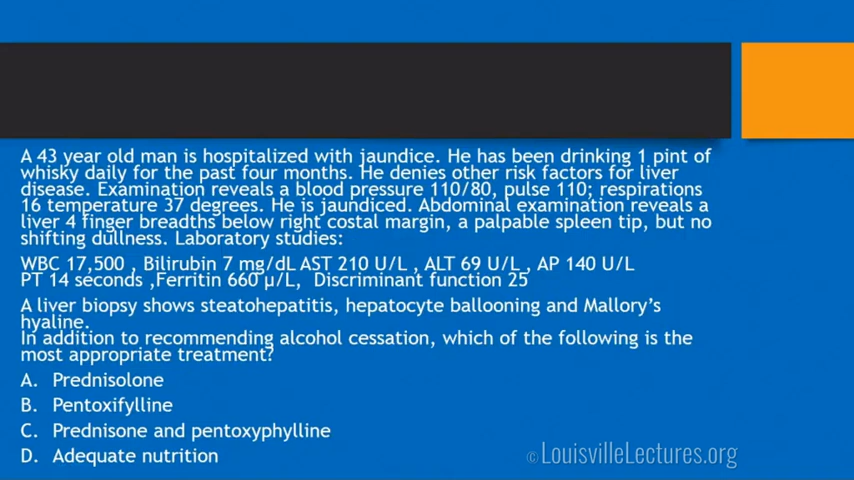 A 43 year old man is hospitalized with jaundice. He has been drinking 1 pint of
whisky daily for the past four months. He denies other risk factors for liver
disease. Examination reveals a blood pressure 110/80, pulse 110; respirations
16 temperature 37 degrees. He is jaundiced. Abdominal examination reveals a
liver 4 finger breadths below right costal margin, a palpable spleen tip, but no
shifting dullness. Laboratory studies:
WBC 17,500 , Bilirubin 7 mg/dL AST 210 U/L , ALT 69 U/L , AP 140 U/L
PT 14 seconds ,Ferritin 660 µ/L, Discriminant function 25
A liver biopsy shows steatohepatitis, hepatocyte ballooning and Mallory's
hyaline.
In addition to recommending alcohol cessation, which of the following is the
most appropriate treatment?
A. Prednisolone
B. Pentoxifylline
C. Prednisone and pentoxyphylline
D. Adequate nutrition
© LouisvilleLectures.org